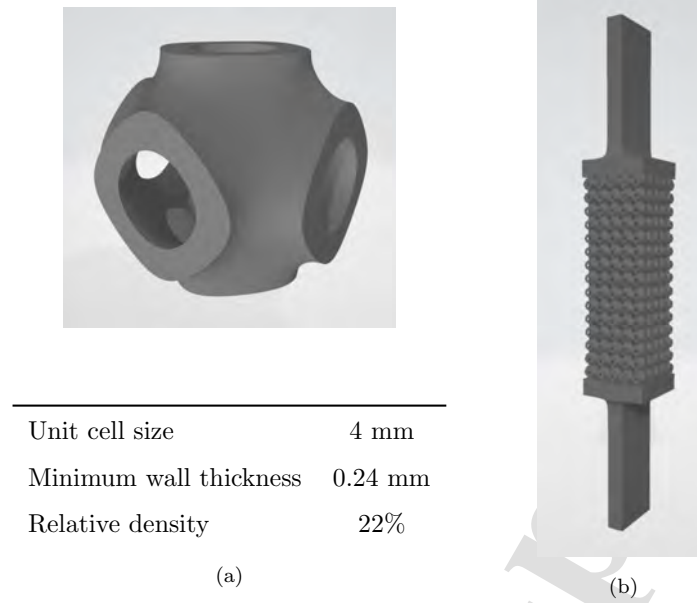 Unit cell size 4 mm
Minimum wall thickness 0.24 mm
Relative density 22%
(a)
(b)